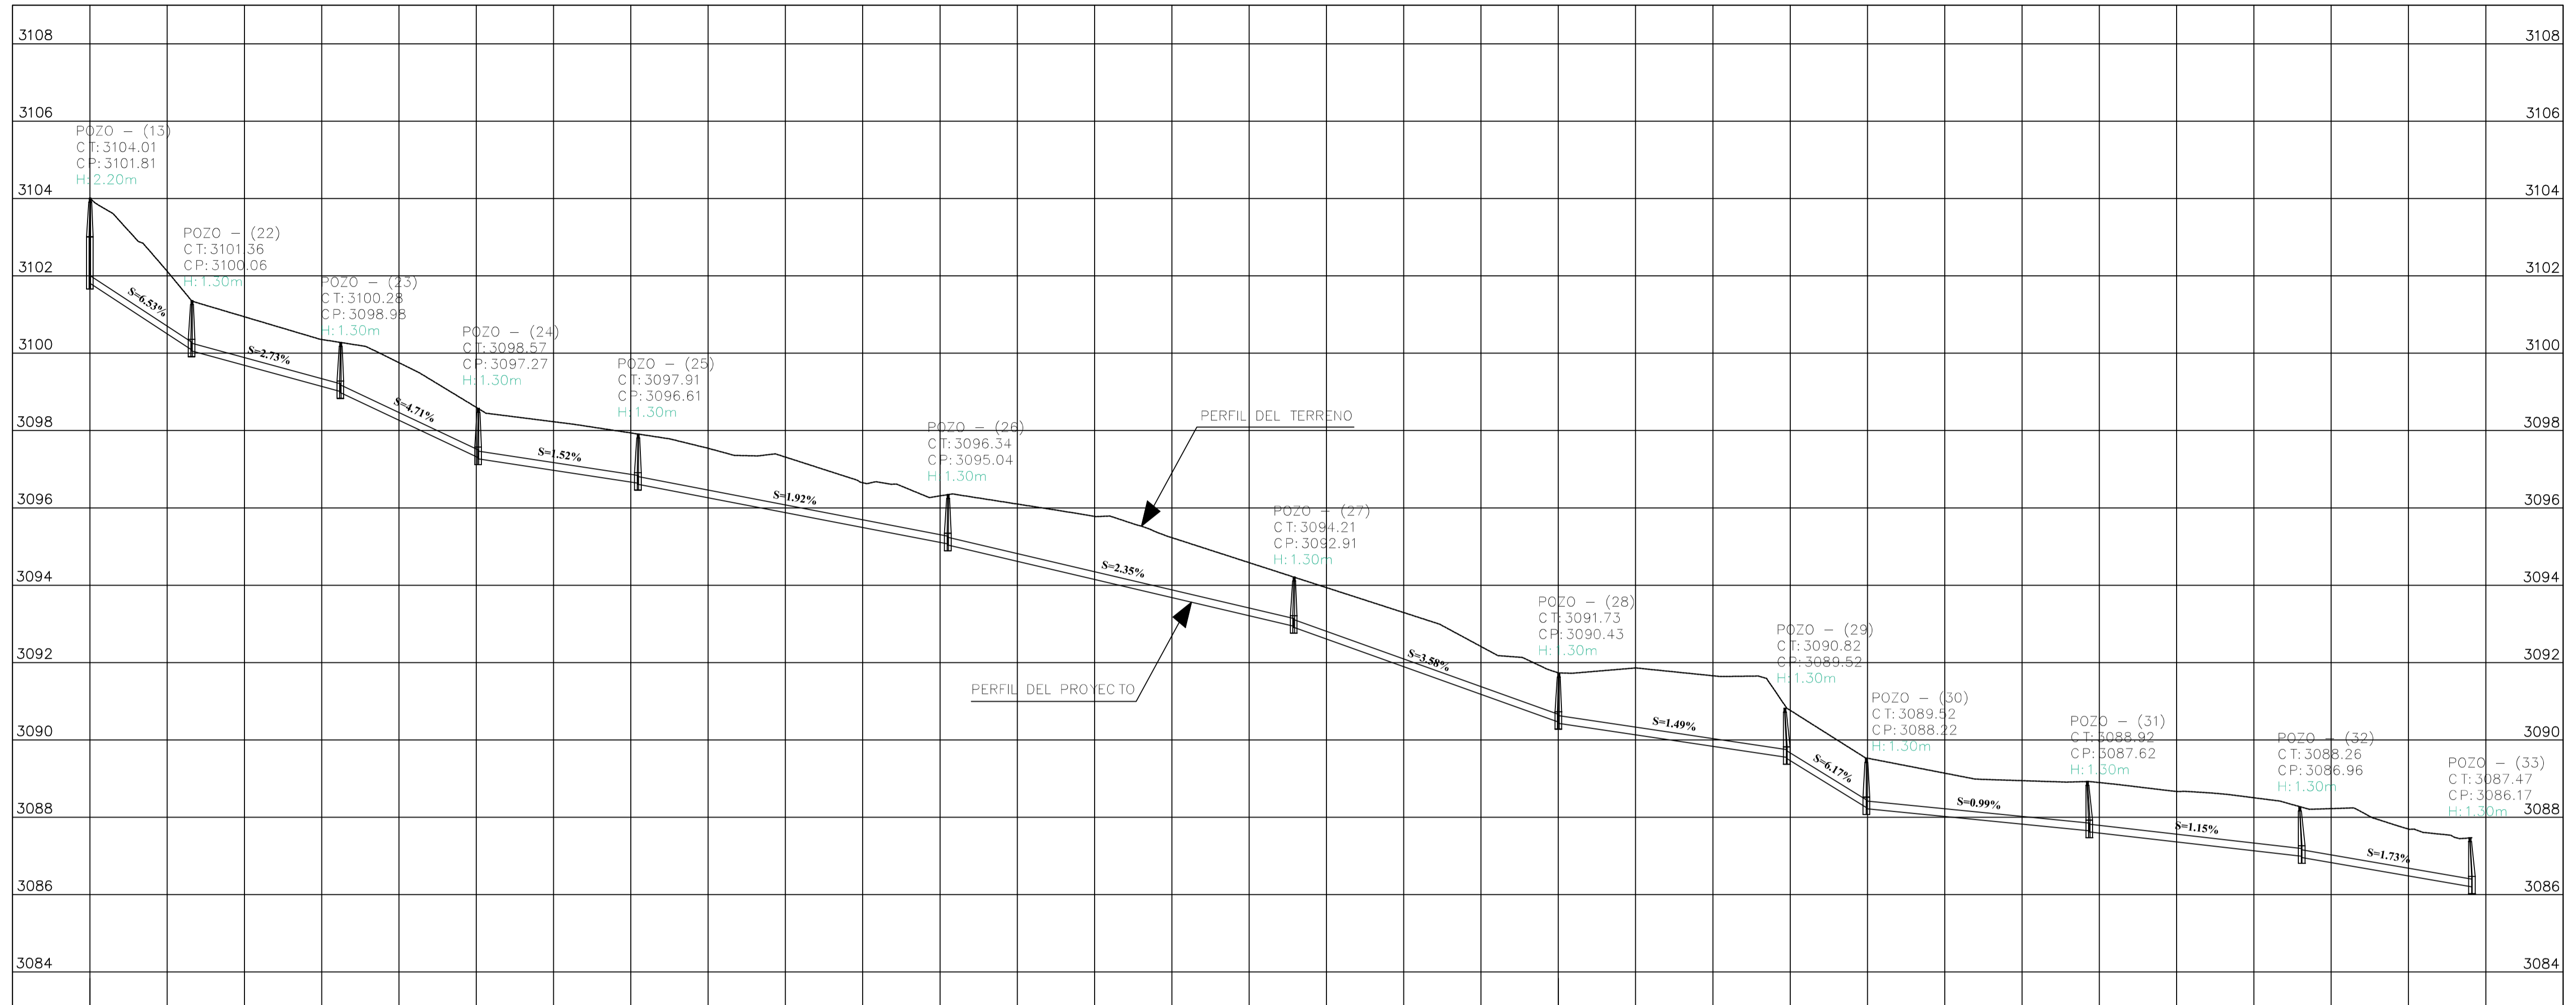 3108
3108
3106
3106
POZO – (13)
CT:3104.01
CP:3101.81
H:2.20m
3104
3104
POZO – (22)
CT:3101.36
CP:3100.06
H:1.30m
3102
3102
POZO – (23)
CT:3100.28
CP:3098.98
H:1.30m
S=6.53%
POZO – (24)
CT:3098.57
CP:3097.27
H:1.30m
S=2.73%
3100
3100
POZO – (25)
CT:3097.91
CP:3096.61
H:1.30m
S=4.71%
PERFIL DEL TERRENO
3098
3098
POZO – (26)
CT:3096.34
CP:3095.04
H:1.30m
S=1.52%
S=1.92%
3096
3096
POZO – (27)
CT:3094.21
CP:3092.91
H:1.30m
S=2.35%
3094
3094
POZO – (28)
CT:3091.73
CP:3090.43
H:1.30m
POZO – (29)
CT:3090.82
CP:3089.52
H:1.30m
3092
3092
S=3.58%
PERFIL DEL PROYECTO
POZO – (30)
CT:3089.52
CP:3088.22
H:1.30m
S=1.49%
POZO – (31)
CT:3088.92
CP:3087.62
H:1.30m
3090
3090
POZO – (32)
CT:3088.26
CP:3086.96
H:1.30m
S=6.17%
POZO – (33)
CT:3087.47
CP:3086.17
H:1.30m
S=0.99%
3088
3088
S=1.15%
S=1.73%
3086
3086
3084
3084